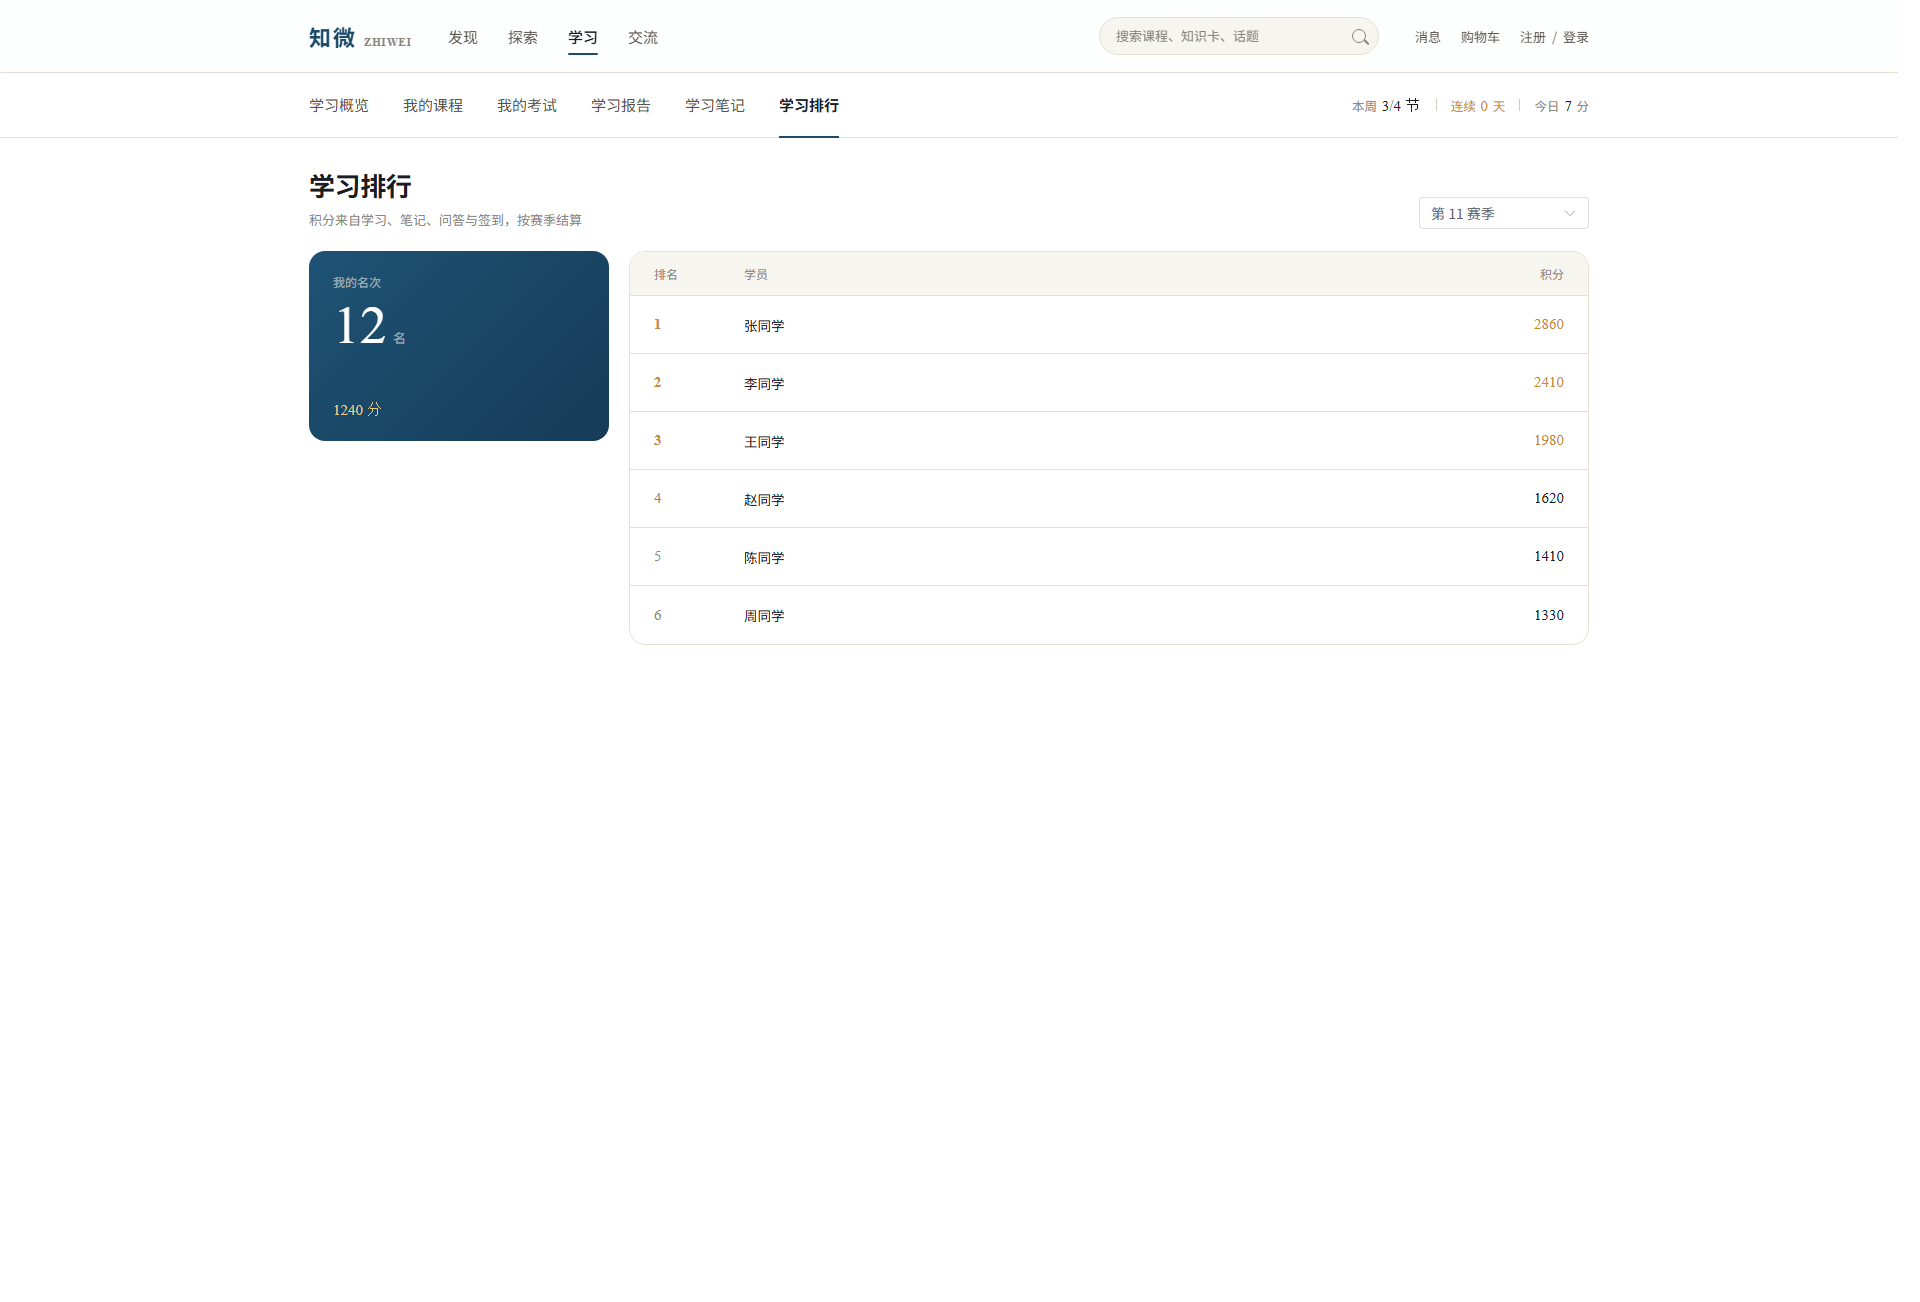 知微 ZHIWEI 发现 探索 学习 交流 搜索课程、知识卡、话题 消息 购物车 注册 / 登录
学习概览 我的课程 我的考试 学习报告 学习笔记 学习排行 本周 3/4 节 连续 0 天 今日 7 分
学习排行
积分来自学习、笔记、问答与签到，按赛季结算
第 11 赛季
我的名次
12 名
1240 分
排名 学员 积分
1 张同学 2860
2 李同学 2410
3 王同学 1980
4 赵同学 1620
5 陈同学 1410
6 周同学 1330